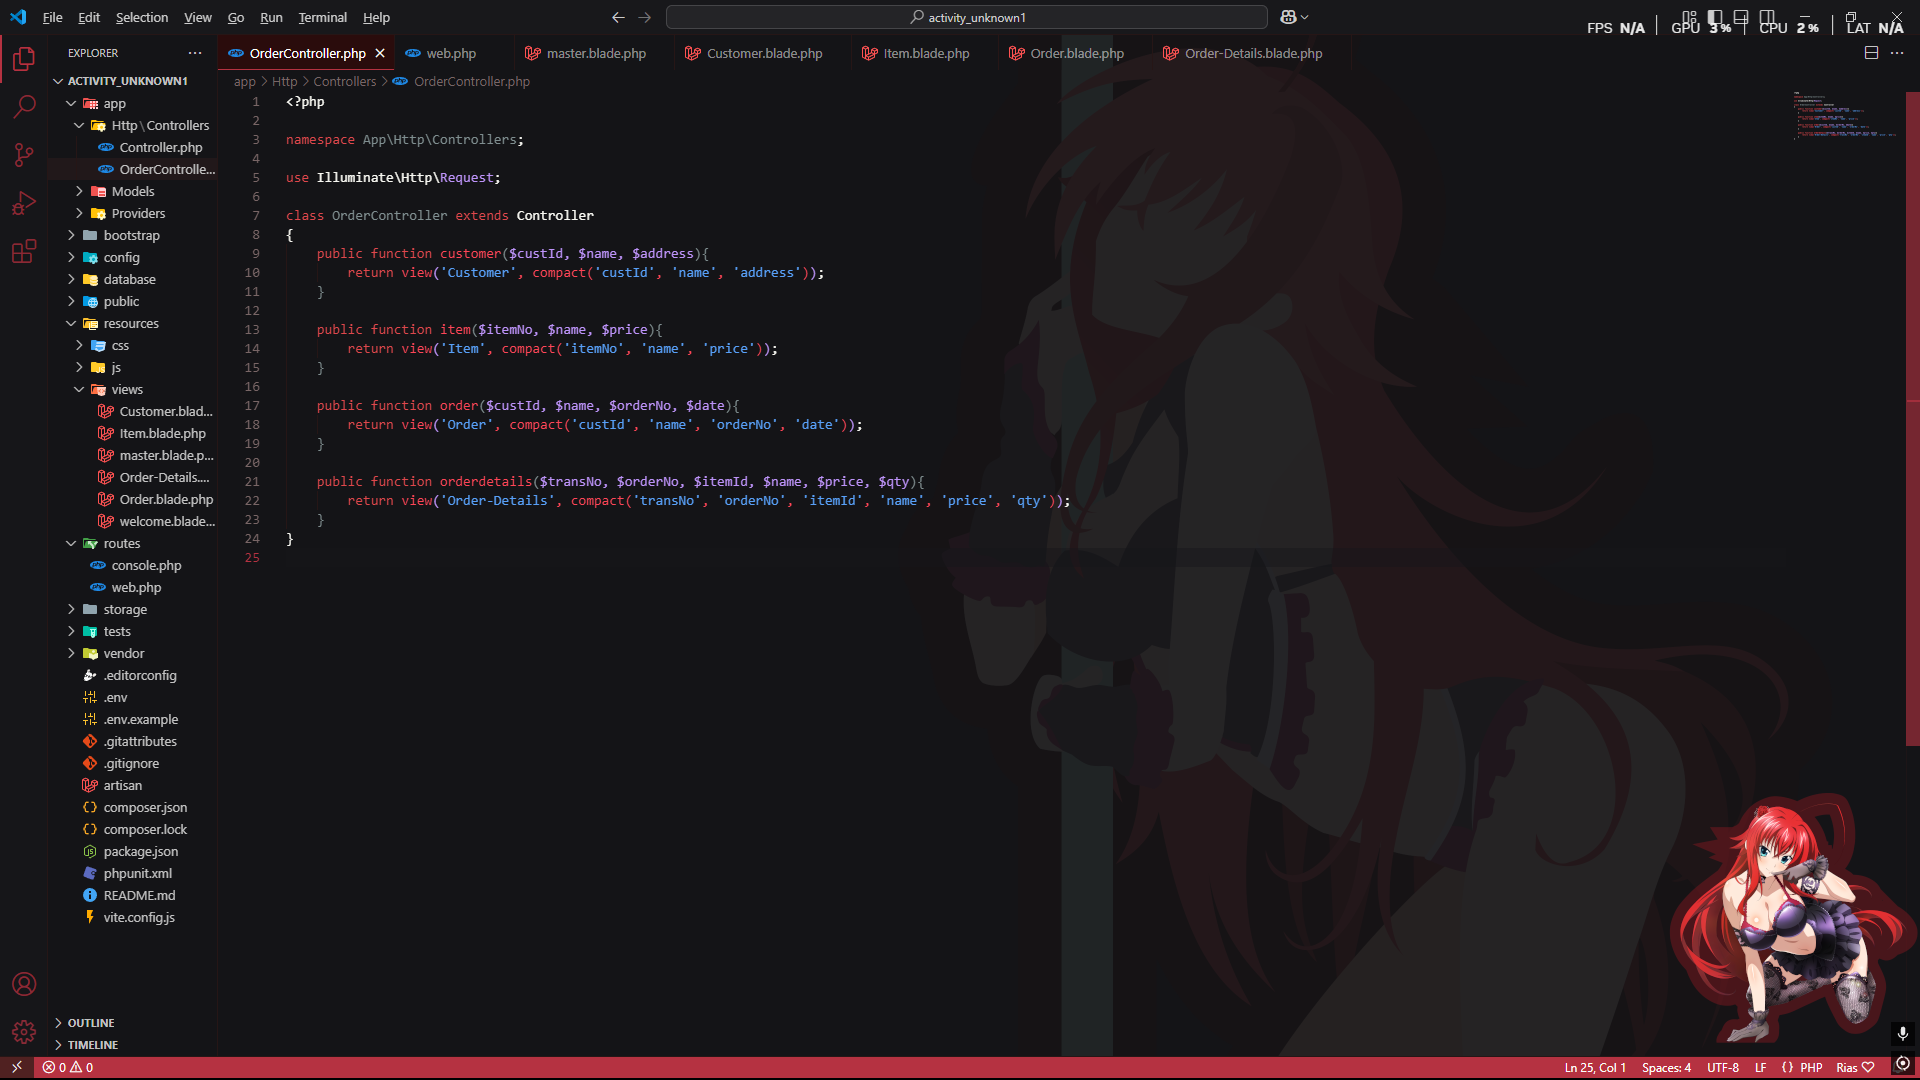 File Edit Selection View Go Run Terminal Help
activity_unknown1
FPS N/A GPU 3 % CPU 2 % LAT N/A
EXPLORER
ACTIVITY_UNKNOWN1
app
Http\Controllers
Controller.php
OrderControlle...
Models
Providers
bootstrap
config
database
public
resources
css
js
views
Customer.blad...
Item.blade.php
master.blade.p...
Order-Details....
Order.blade.php
welcome.blade...
routes
console.php
web.php
storage
tests
vendor
.editorconfig
.env
.env.example
.gitattributes
.gitignore
artisan
composer.json
composer.lock
package.json
phpunit.xml
README.md
vite.config.js
OUTLINE
TIMELINE
OrderController.php web.php master.blade.php Customer.blade.php Item.blade.php Order.blade.php Order-Details.blade.php
app > Http > Controllers > OrderController.php
1 <?php
2
3 namespace App\Http\Controllers;
4
5 use Illuminate\Http\Request;
6
7 class OrderController extends Controller
8 {
9     public function customer($custId, $name, $address){
10         return view('Customer', compact('custId', 'name', 'address'));
11     }
12
13     public function item($itemNo, $name, $price){
14         return view('Item', compact('itemNo', 'name', 'price'));
15     }
16
17     public function order($custId, $name, $orderNo, $date){
18         return view('Order', compact('custId', 'name', 'orderNo', 'date'));
19     }
20
21     public function orderdetails($transNo, $orderNo, $itemId, $name, $price, $qty){
22         return view('Order-Details', compact('transNo', 'orderNo', 'itemId', 'name', 'price', 'qty'));
23     }
24 }
25
0 0
Ln 25, Col 1 Spaces: 4 UTF-8 LF {} PHP Rias ♡